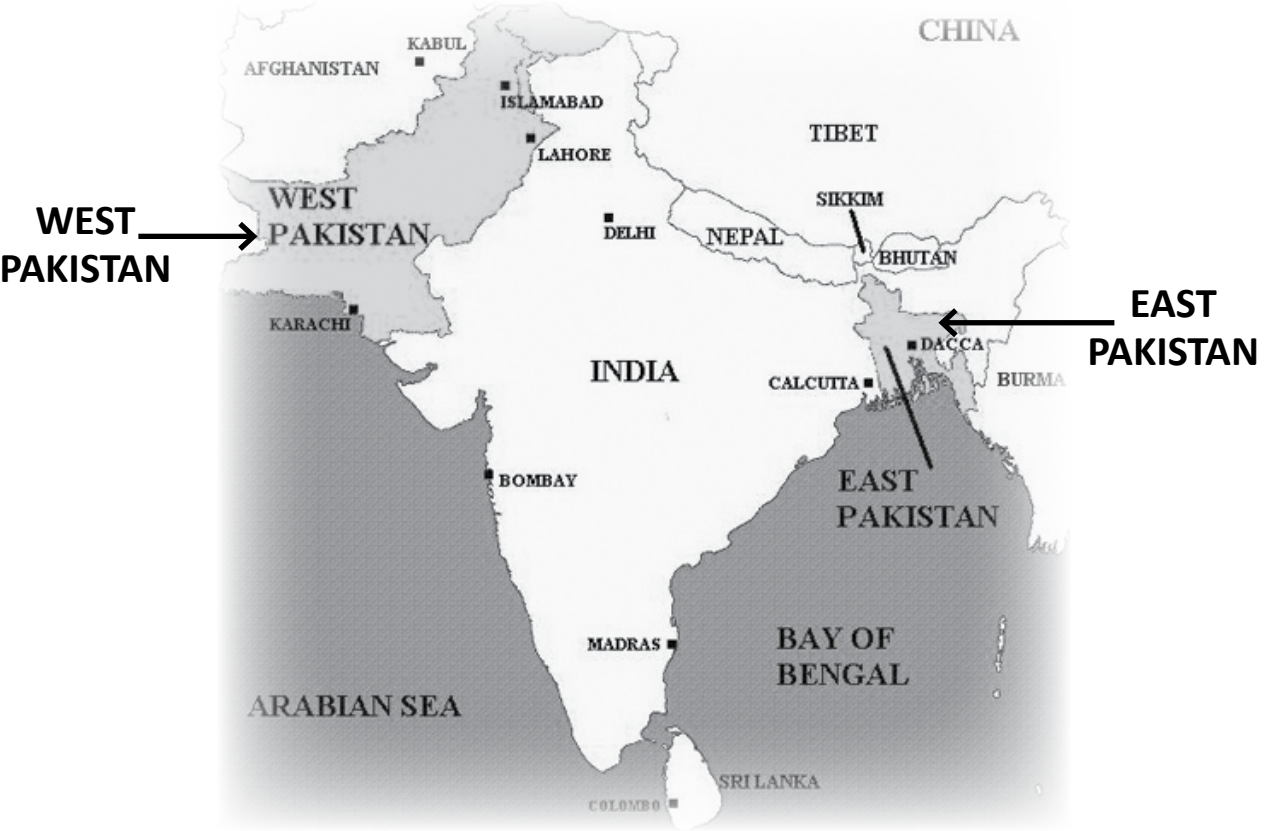 CHINA
KABUL
AFGHANISTAN
ISLAMABAD
TIBET
LAHORE
WEST
PAKISTAN
WEST
PAKISTAN
SIKKIM
DELHI
NEPAL
BHUTAN
EAST
PAKISTAN
KARACHI
DACCA
INDIA
CALCUTTA
BURMA
BOMBAY
EAST
PAKISTAN
MADRAS
BAY OF
BENGAL
ARABIAN SEA
SRI LANKA
COLOMBO